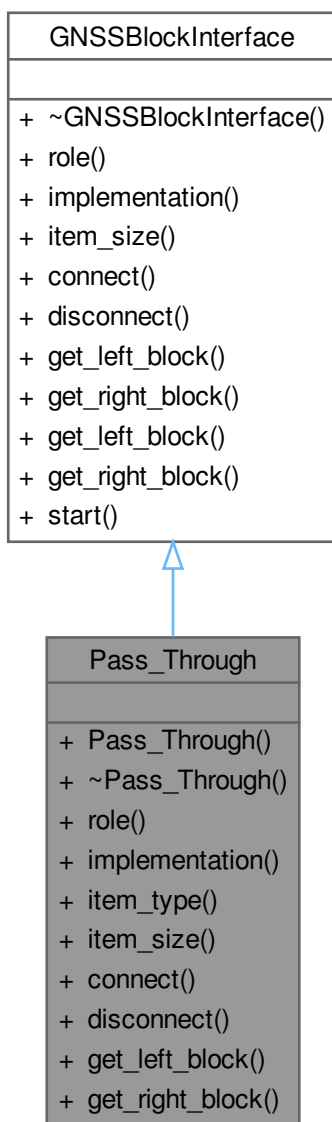 GNSSBlockInterface
+ ~GNSSBlockInterface()
+ role()
+ implementation()
+ item_size()
+ connect()
+ disconnect()
+ get_left_block()
+ get_right_block()
+ get_left_block()
+ get_right_block()
+ start()
Pass_Through
+ Pass_Through()
+ ~Pass_Through()
+ role()
+ implementation()
+ item_type()
+ item_size()
+ connect()
+ disconnect()
+ get_left_block()
+ get_right_block()